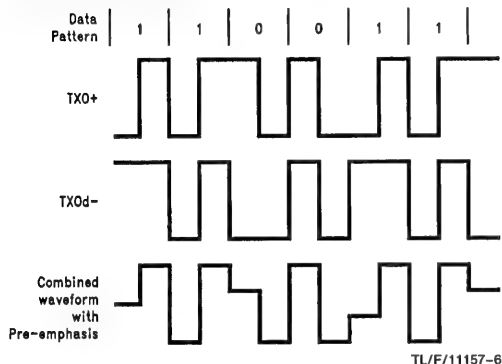 Data
Pattern
1 1 0 0 1 1
TXO+
TXOd-
Combined
waveform
with
Pre-emphasis
TL/F/11157-6